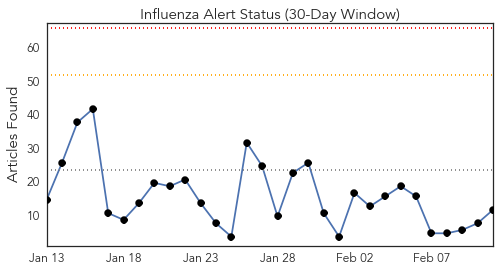 Influenza Alert Status (30-Day Window)
Articles Found
60
50
40
30
20
10
Jan 13 Jan 18 Jan 23 Jan 28 Feb 02 Feb 07